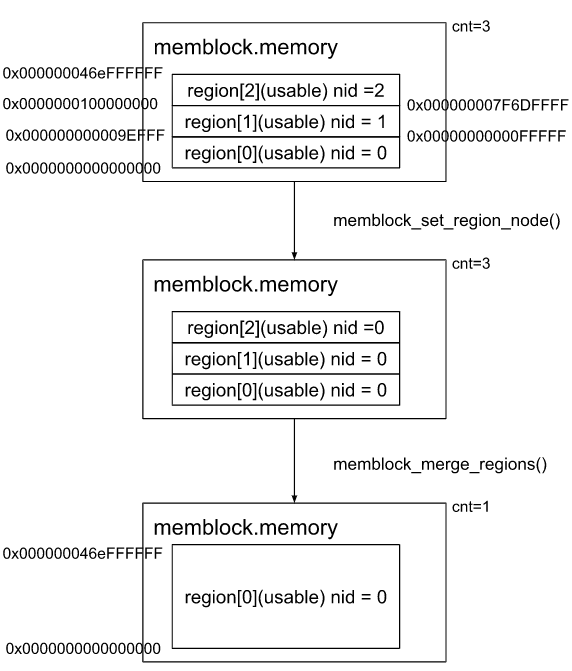 cnt=3
memblock.memory
0x000000046eFFFFFF
region[2](usable) nid =2
0x0000000100000000
0x000000007F6DFFFF
region[1](usable) nid = 1
0x000000000009EFFF
0x00000000000FFFFF
region[0](usable) nid = 0
0x0000000000000000
memblock_set_region_node()
cnt=3
memblock.memory
region[2](usable) nid =0
region[1](usable) nid = 0
region[0](usable) nid = 0
memblock_merge_regions()
cnt=1
memblock.memory
0x000000046eFFFFFF
region[0](usable) nid = 0
0x0000000000000000